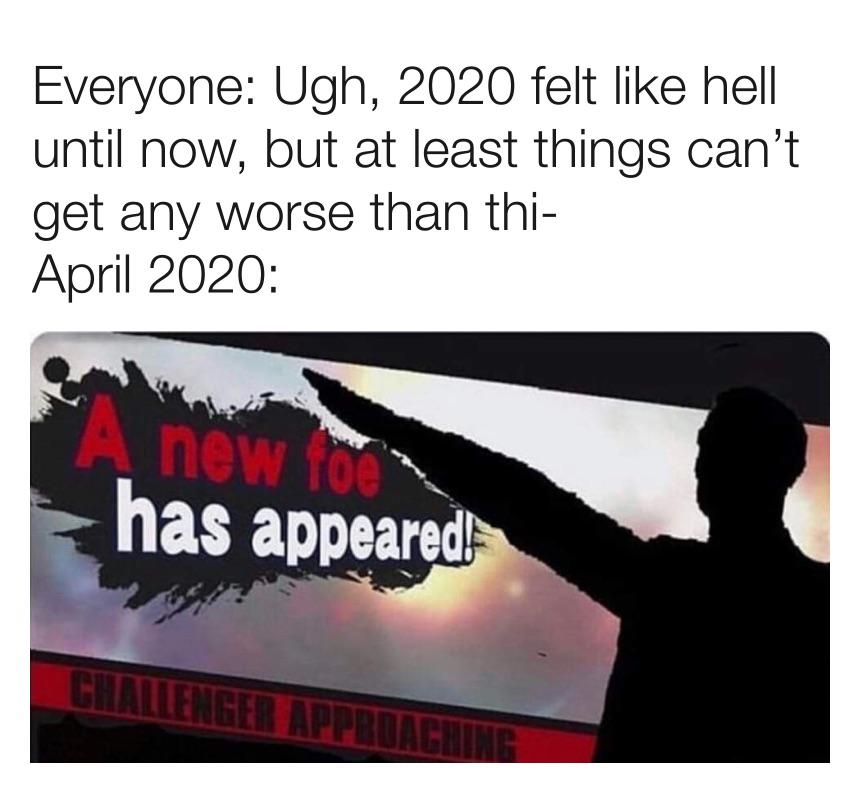 Everyone: Ugh, 2020 felt like hell
until now, but at least things can’t
get any worse than thi-
April 2020:
A new foe
has appeared!
CHALLENGER APPROACHING